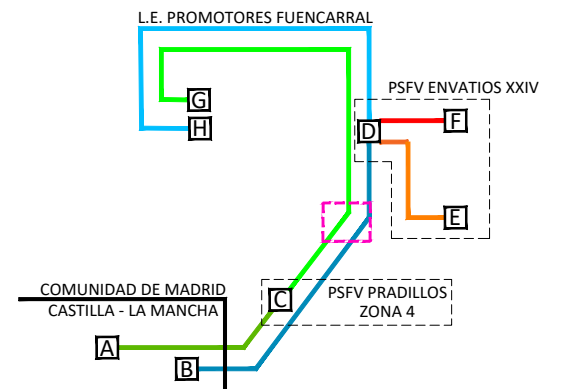 L.E. PROMOTORES FUENCARRAL
PSFV ENVATIOS XXIV
G
H
D
F
E
COMUNIDAD DE MADRID
CASTILLA - LA MANCHA
C
PSFV PRADILLOS
ZONA 4
A
B